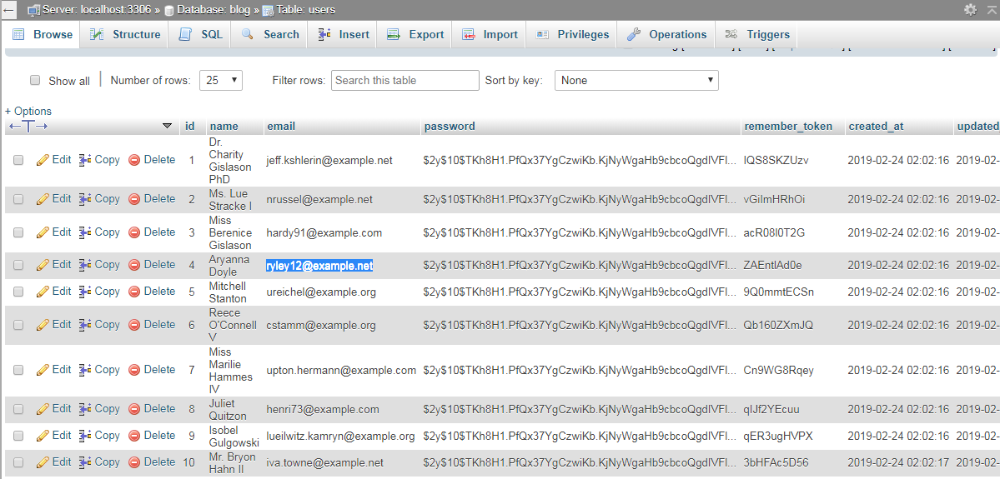 Server: localhost:3306 » Database: blog » Table: users
Browse Structure SQL Search Insert Export Import Privileges Operations Triggers
Show all Number of rows: 25 Filter rows: Search this table Sort by key: None
+ Options
id name email password remember_token created_at updated
Edit Copy Delete 1 Dr. Charity Gislason PhD jeff.kshlerin@example.net $2y$10$TKh8H1.PfQx37YgCzwiKb.KjNyWgaHb9cbcoQgdIVFl... IQS8SKZUzv 2019-02-24 02:02:16 2019-02-
Edit Copy Delete 2 Ms. Lue Stracke I nrussel@example.net $2y$10$TKh8H1.PfQx37YgCzwiKb.KjNyWgaHb9cbcoQgdIVFl... vGiImHRhOi 2019-02-24 02:02:16 2019-02-
Edit Copy Delete 3 Miss Berenice Gislason hardy91@example.com $2y$10$TKh8H1.PfQx37YgCzwiKb.KjNyWgaHb9cbcoQgdIVFl... acR08l0T2G 2019-02-24 02:02:16 2019-02-
Edit Copy Delete 4 Aryanna Doyle ryley12@example.net $2y$10$TKh8H1.PfQx37YgCzwiKb.KjNyWgaHb9cbcoQgdIVFl... ZAEntlAd0e 2019-02-24 02:02:16 2019-02-
Edit Copy Delete 5 Mitchell Stanton ureichel@example.org $2y$10$TKh8H1.PfQx37YgCzwiKb.KjNyWgaHb9cbcoQgdIVFl... 9Q0mmtECSn 2019-02-24 02:02:16 2019-02-
Edit Copy Delete 6 Reece O'Connell V cstamm@example.org $2y$10$TKh8H1.PfQx37YgCzwiKb.KjNyWgaHb9cbcoQgdIVFl... Qb160ZXmJQ 2019-02-24 02:02:16 2019-02-
Edit Copy Delete 7 Miss Marilie Hammes IV upton.hermann@example.com $2y$10$TKh8H1.PfQx37YgCzwiKb.KjNyWgaHb9cbcoQgdIVFl... Cn9WG8Rqey 2019-02-24 02:02:16 2019-02-
Edit Copy Delete 8 Juliet Quitzon henri73@example.com $2y$10$TKh8H1.PfQx37YgCzwiKb.KjNyWgaHb9cbcoQgdIVFl... qIJf2YEcuu 2019-02-24 02:02:16 2019-02-
Edit Copy Delete 9 Isobel Gulgowski lueilwitz.kamryn@example.org $2y$10$TKh8H1.PfQx37YgCzwiKb.KjNyWgaHb9cbcoQgdIVFl... qER3ugHVPX 2019-02-24 02:02:16 2019-02-
Edit Copy Delete 10 Mr. Bryon Hahn II iva.towne@example.net $2y$10$TKh8H1.PfQx37YgCzwiKb.KjNyWgaHb9cbcoQgdIVFl... 3bHFAc5D56 2019-02-24 02:02:17 2019-02-